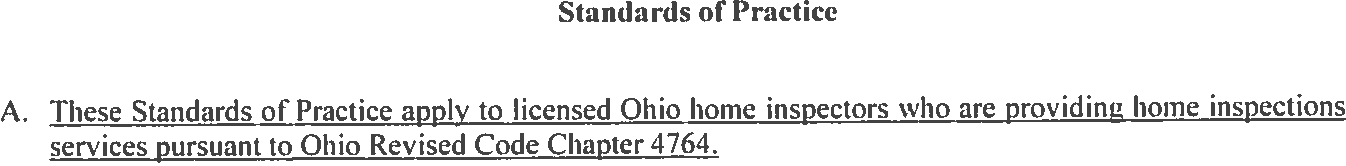 Standards of Practice
A. These Standards of Practice apply to licensed Ohio home inspectors who are providing home inspections
services pursuant to Ohio Revised Code Chapter 4764.